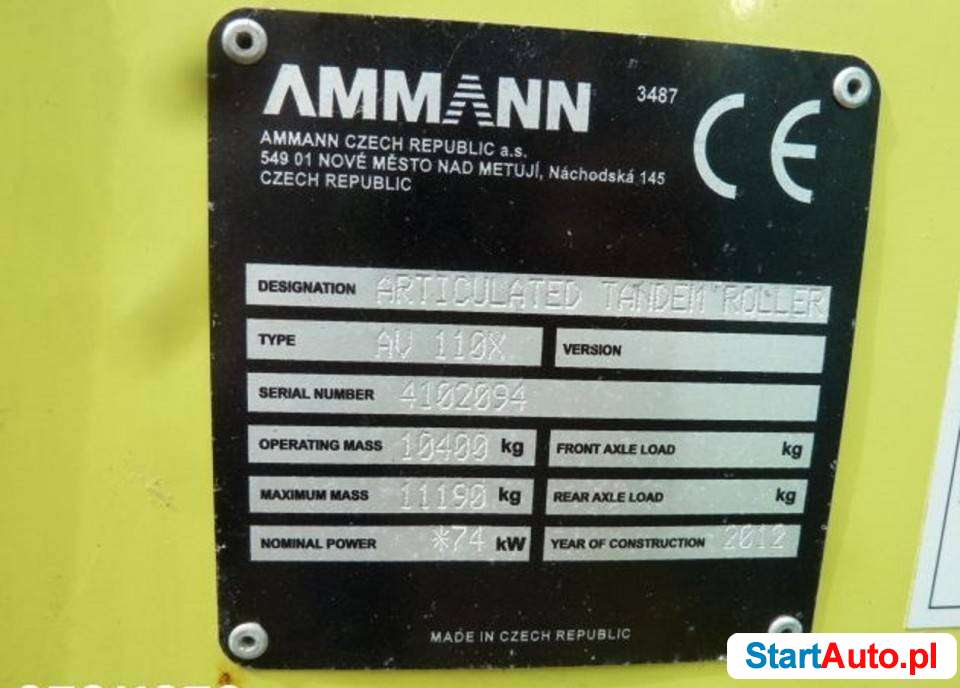 AMMANN 3487 CE
AMMANN CZECH REPUBLIC a.s.
549 01 NOVÉ MĚSTO NAD METUJÍ, Náchodská 145
CZECH REPUBLIC
DESIGNATION ARTICULATED TANDEM ROLLER
TYPE AV 110X VERSION
SERIAL NUMBER 4102094
OPERATING MASS 10400 kg FRONT AXLE LOAD kg
MAXIMUM MASS 11190 kg REAR AXLE LOAD kg
NOMINAL POWER *74 kW YEAR OF CONSTRUCTION 2012
MADE IN CZECH REPUBLIC
StartAuto.pl